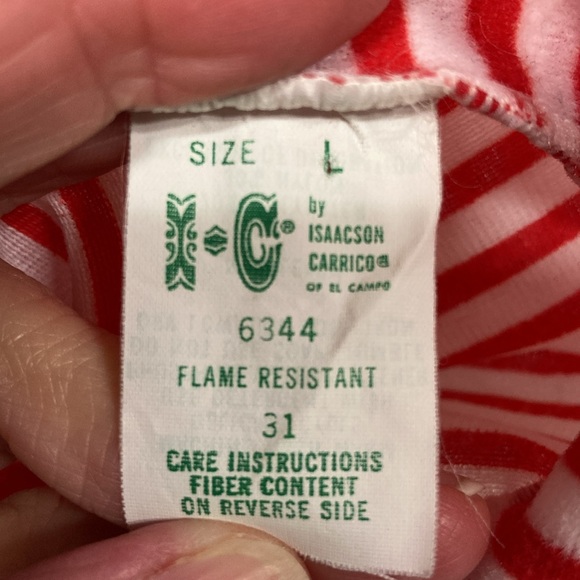 SIZE L
I-C® by
ISAACSON
CARRICO®
OF EL CAMPO
6344
FLAME RESISTANT
31
CARE INSTRUCTIONS
FIBER CONTENT
ON REVERSE SIDE